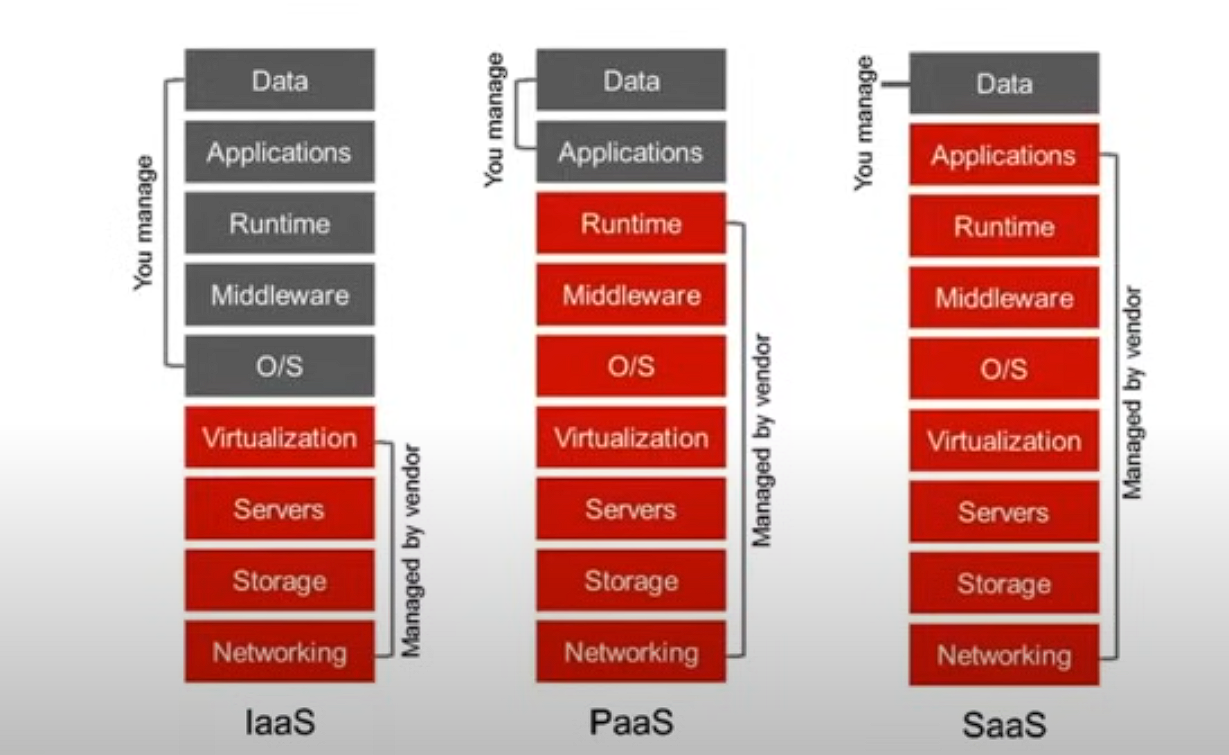 You manage
Data
Applications
Runtime
Middleware
O/S
Virtualization
Servers
Storage
Networking
Managed by vendor
IaaS
You manage
Data
Applications
Runtime
Middleware
O/S
Virtualization
Servers
Storage
Networking
Managed by vendor
PaaS
You manage
Data
Applications
Runtime
Middleware
O/S
Virtualization
Servers
Storage
Networking
Managed by vendor
SaaS